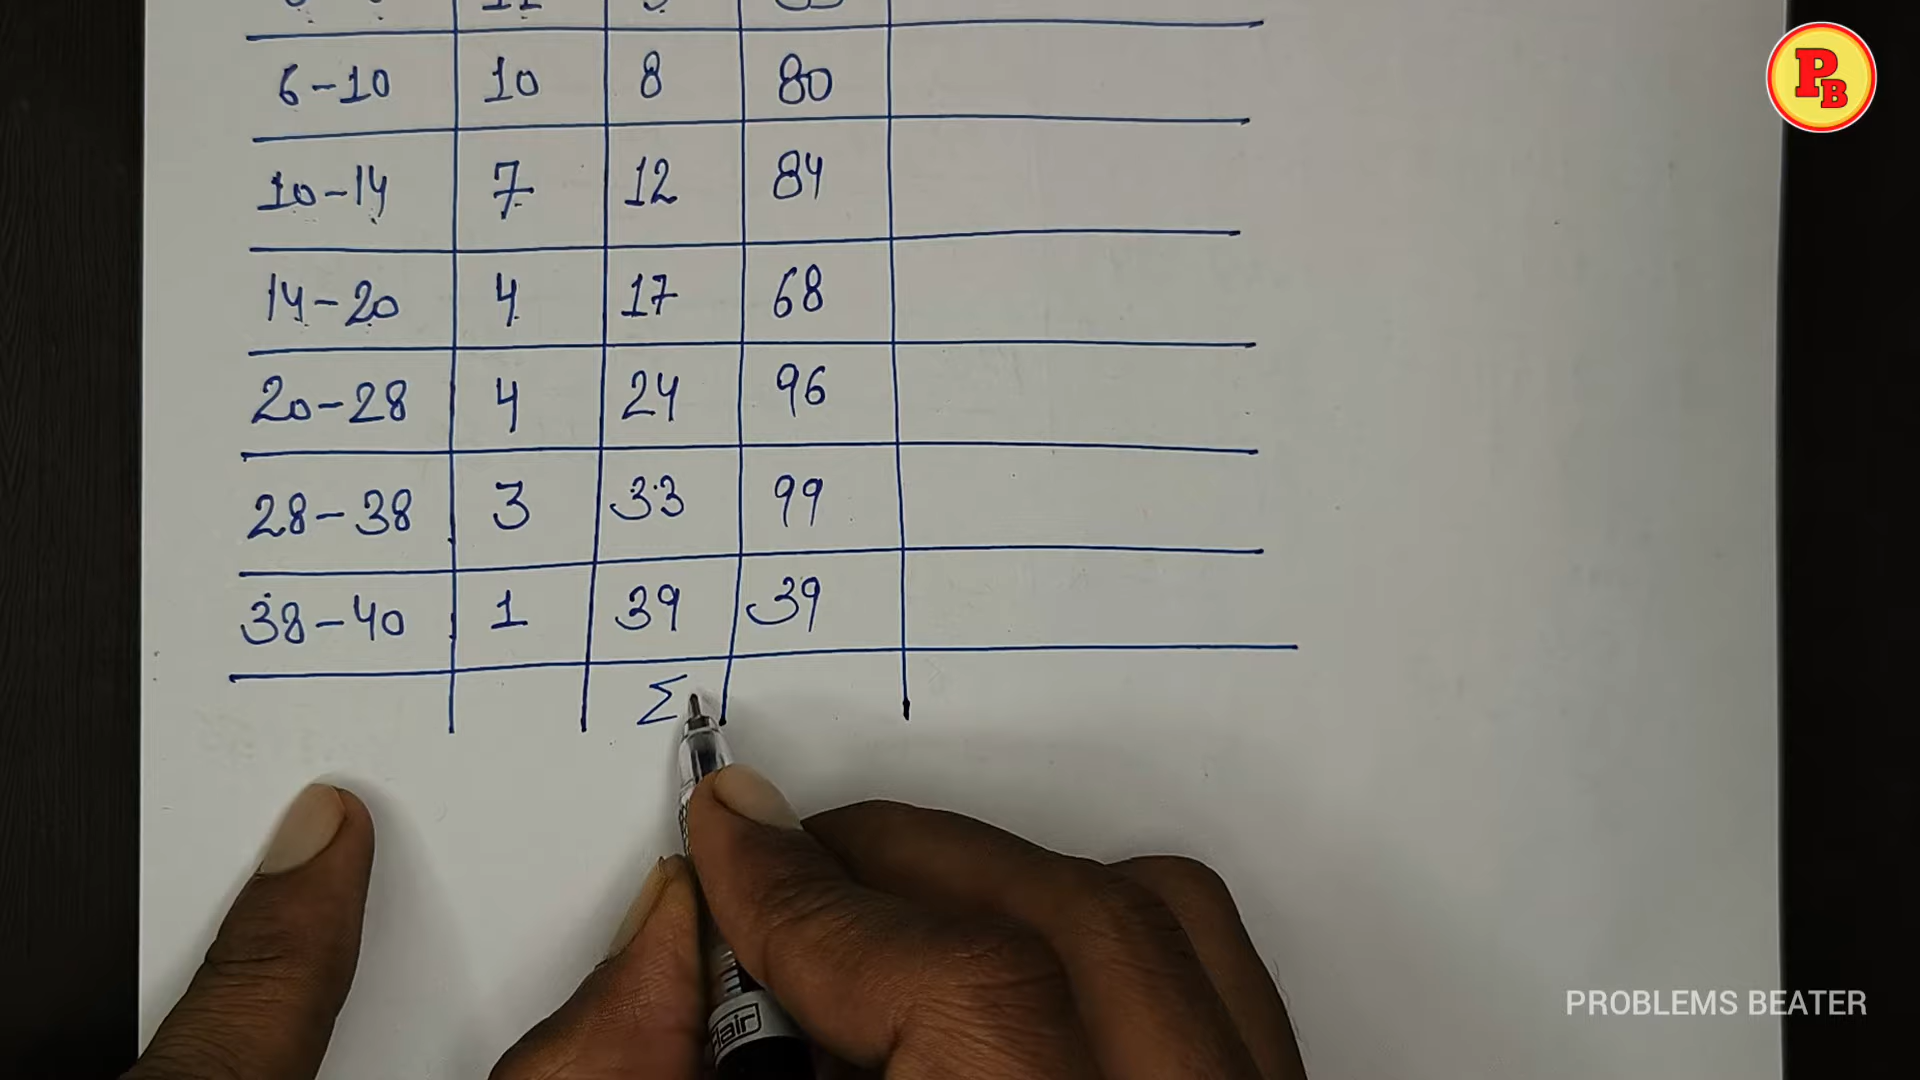 6-10 10 8 80
10-14 7 12 84
14-20 4 17 68
20-28 4 24 96
28-38 3 33 99
38-40 1 39 39
Σ
PB
flair
PROBLEMS BEATER